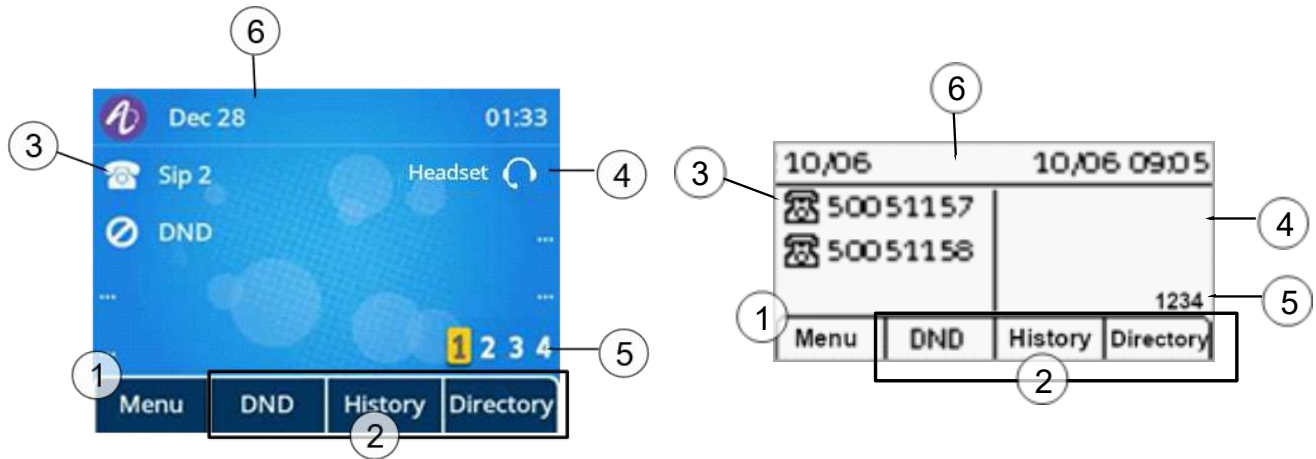 6
Dec 28 01:33
3
Sip 2
Headset
4
DND
...
...
...
...
1 2 3 4
5
1
Menu DND History Directory
2
6
10/06 10/06 09:05
3
50051157
4
50051158
1234
5
1
Menu DND History Directory
2